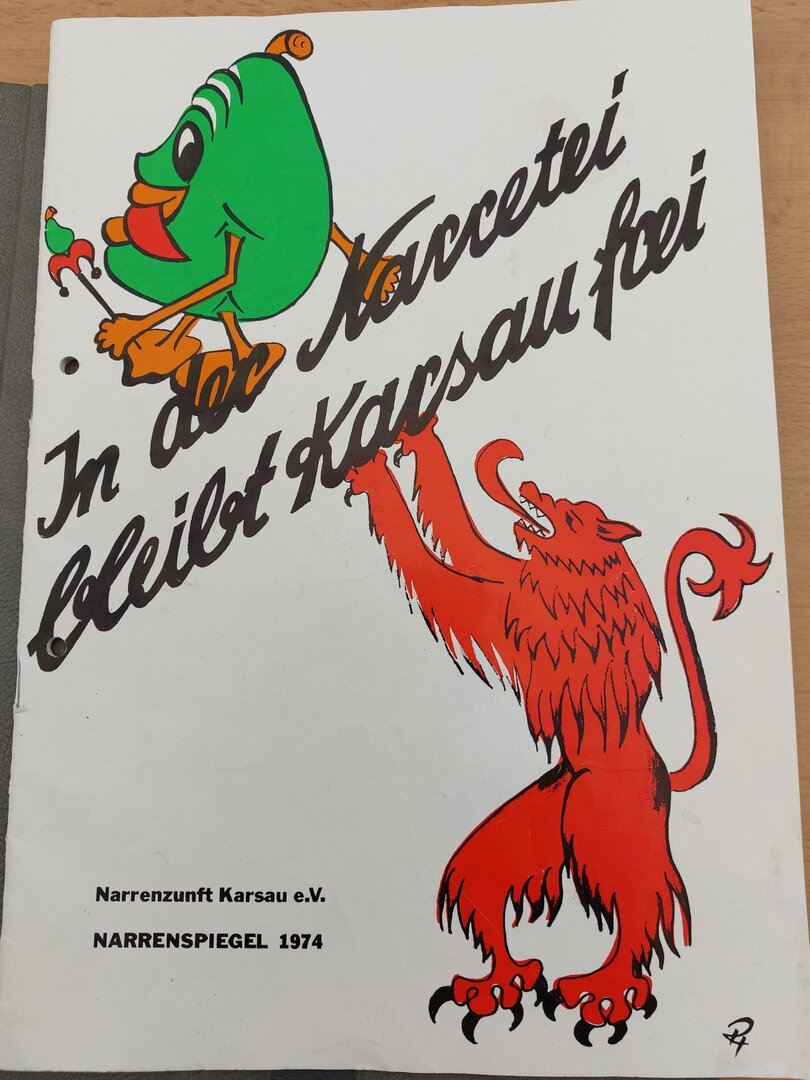 In der Narretei
bleibt Karsau frei
Narrenzunft Karsau e.V.
NARRENSPIEGEL 1974